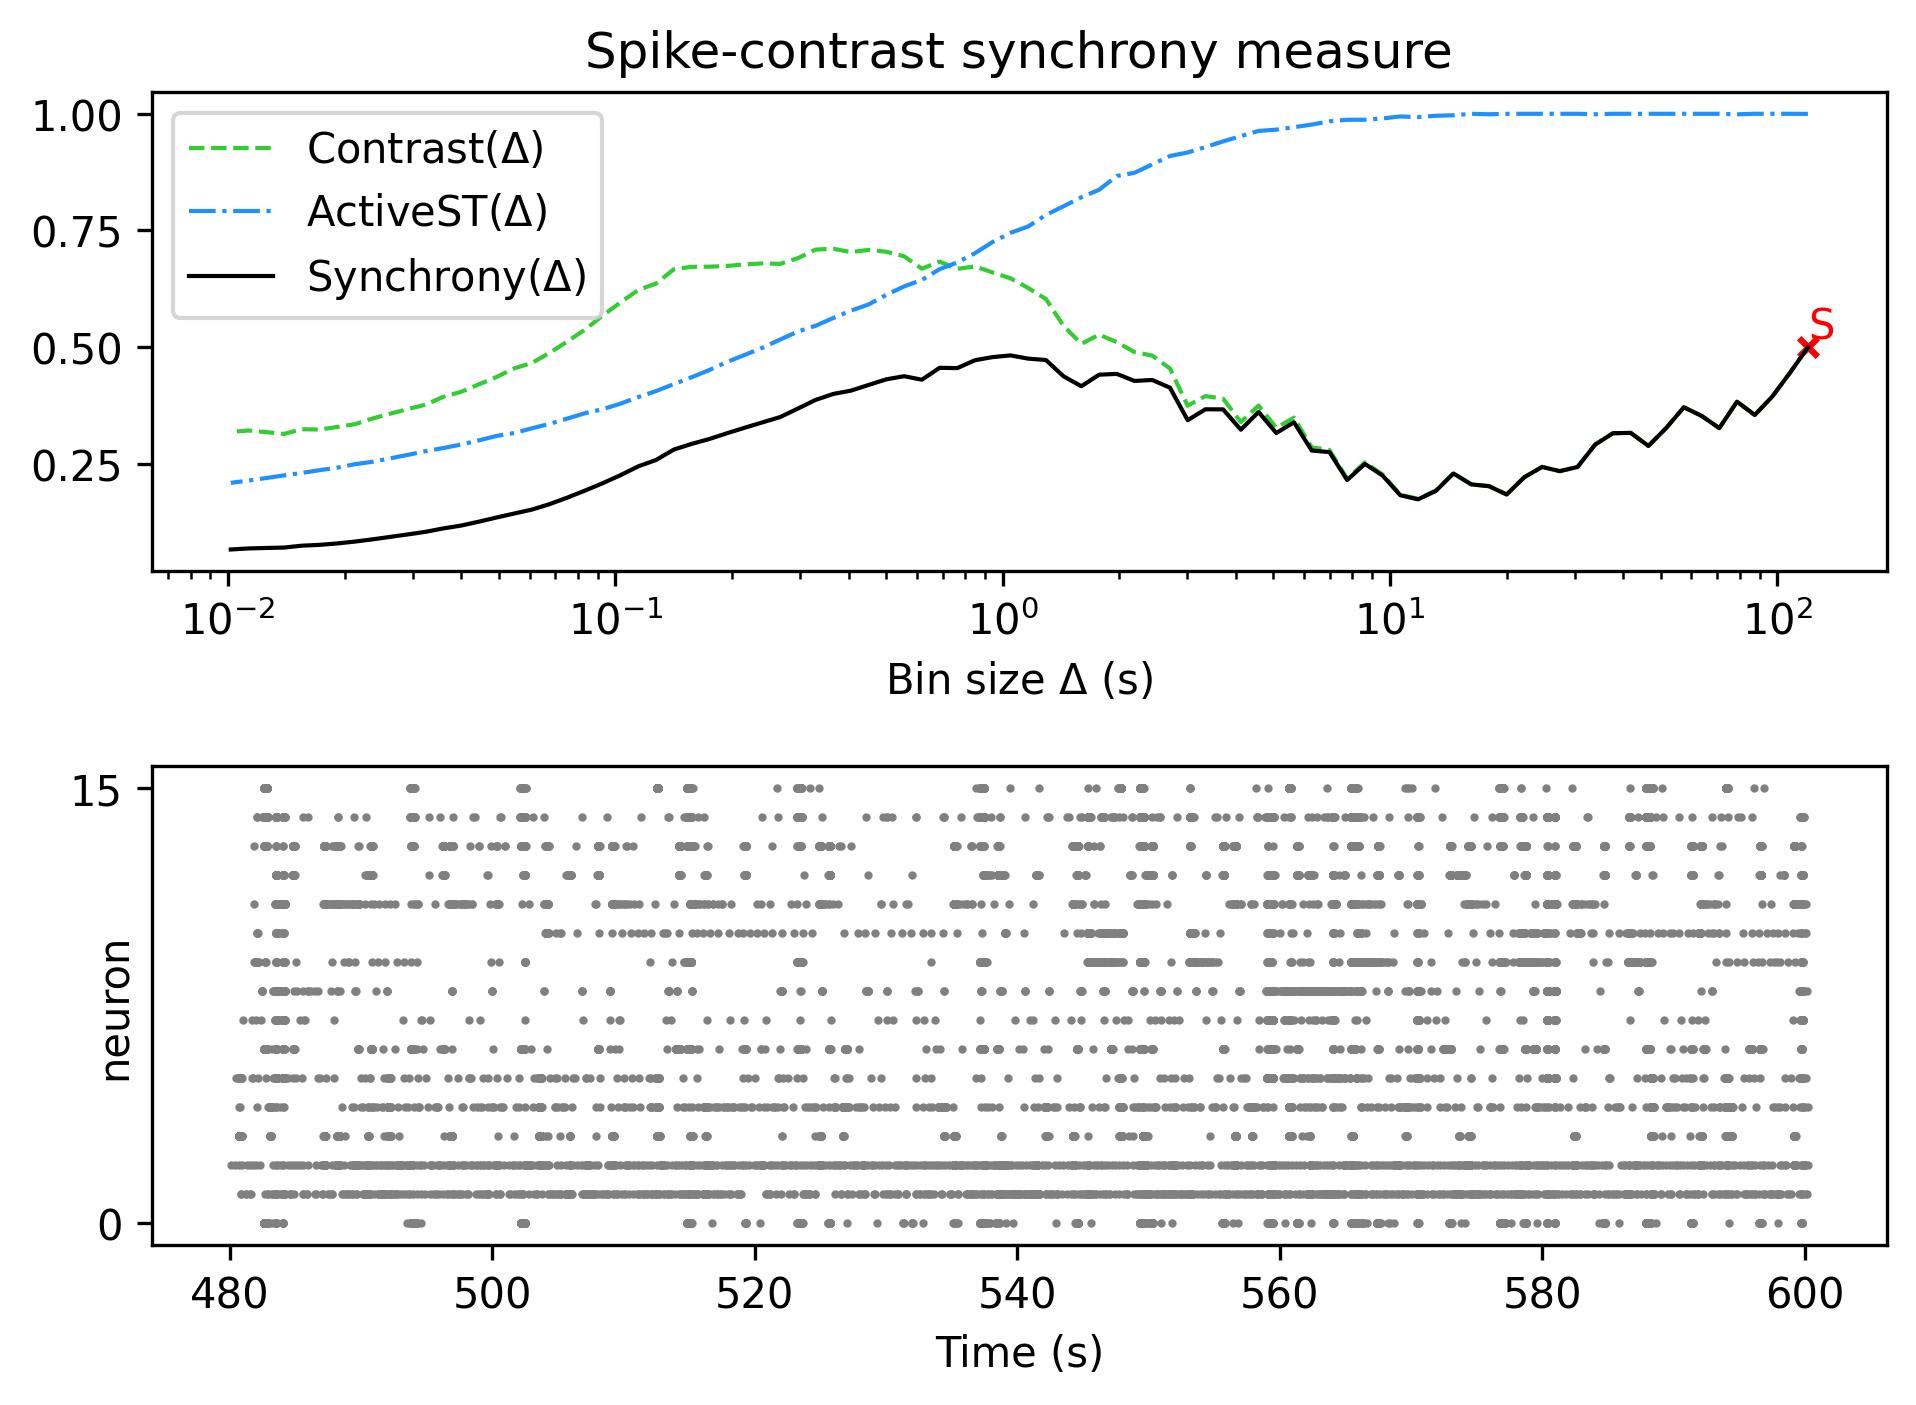 Spike-contrast synchrony measure
1.00
0.75
0.50
0.25
Contrast(Δ)
ActiveST(Δ)
Synchrony(Δ)
S
10⁻² 10⁻¹ 10⁰ 10¹ 10²
Bin size Δ (s)
15
0
neuron
480 500 520 540 560 580 600
Time (s)